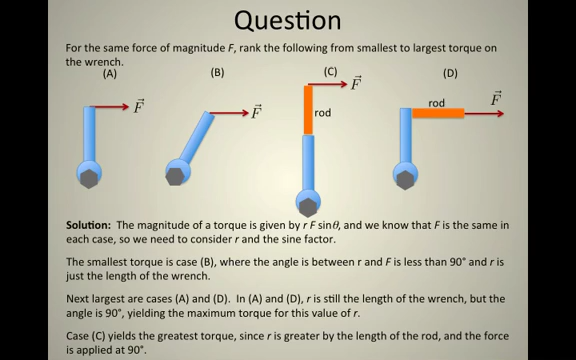 Question
For the same force of magnitude F, rank the following from smallest to largest torque on
the wrench.
(A) (B) (C) (D)
F⃗ F⃗ F⃗ F⃗
rod rod
Solution: The magnitude of a torque is given by r F sinθ, and we know that F is the same in
each case, so we need to consider r and the sine factor.
The smallest torque is case (B), where the angle is between r and F is less than 90° and r is
just the length of the wrench.
Next largest are cases (A) and (D). In (A) and (D), r is still the length of the wrench, but the
angle is 90°, yielding the maximum torque for this value of r.
Case (C) yields the greatest torque, since r is greater by the length of the rod, and the force
is applied at 90°.